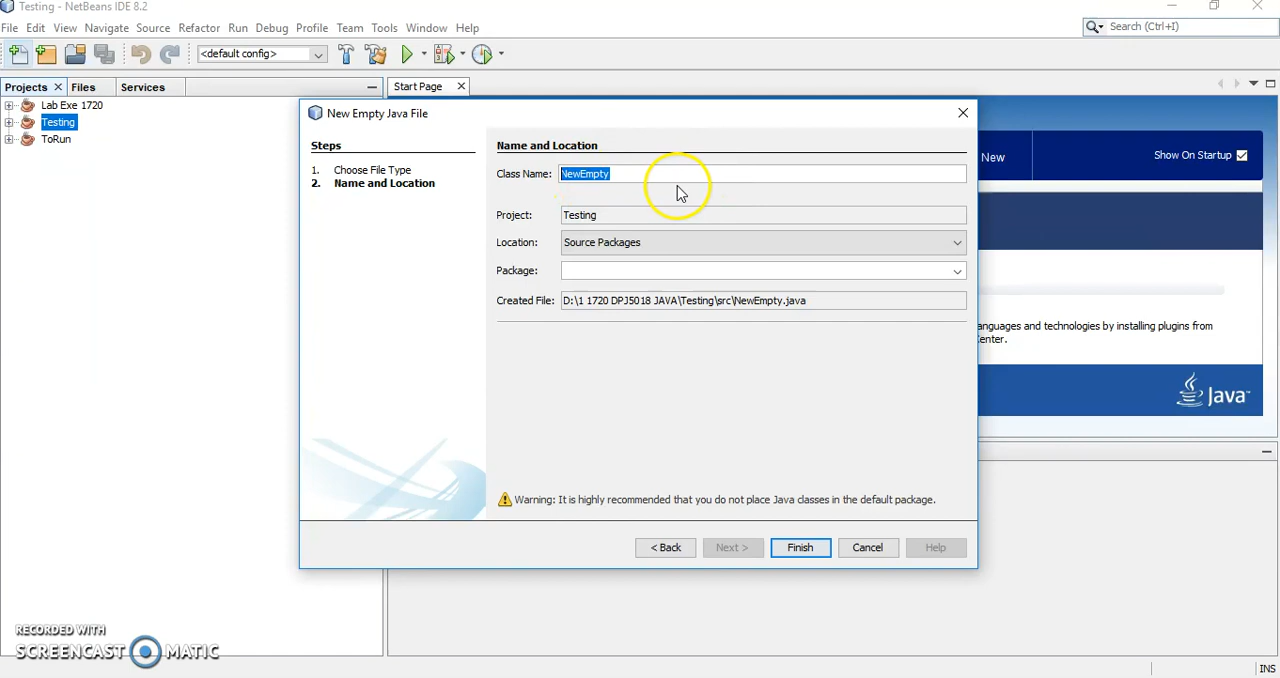 Testing - NetBeans IDE 8.2
File Edit View Navigate Source Refactor Run Debug Profile Team Tools Window Help
Search (Ctrl+I)
<default config>
Projects Files Services
Start Page
Lab Exe 1720
Testing
ToRun
New Empty Java File
Steps
1. Choose File Type
2. Name and Location
Name and Location
Class Name: NewEmpty
Project: Testing
Location: Source Packages
Package:
Created File: D:\1 1720 DPJ5018 JAVA\Testing\src\NewEmpty.java
Warning: It is highly recommended that you do not place Java classes in the default package.
< Back Next > Finish Cancel Help
New
Show On Startup
anguages and technologies by installing plugins from
Center.
Java
RECORDED WITH
SCREENCAST MATIC
INS